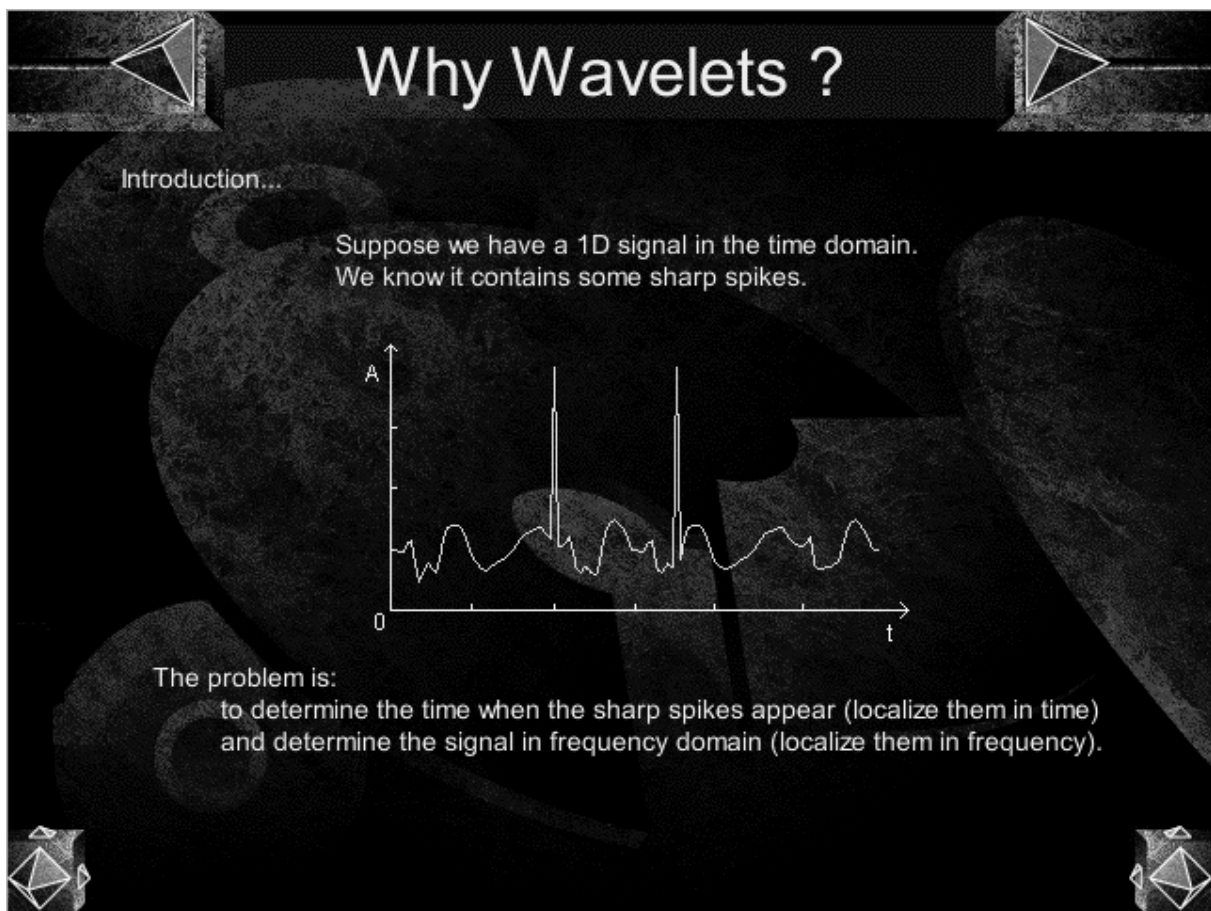 Why Wavelets ?
Introduction...
Suppose we have a 1D signal in the time domain.
We know it contains some sharp spikes.
A
0
t
The problem is:
to determine the time when the sharp spikes appear (localize them in time)
and determine the signal in frequency domain (localize them in frequency).